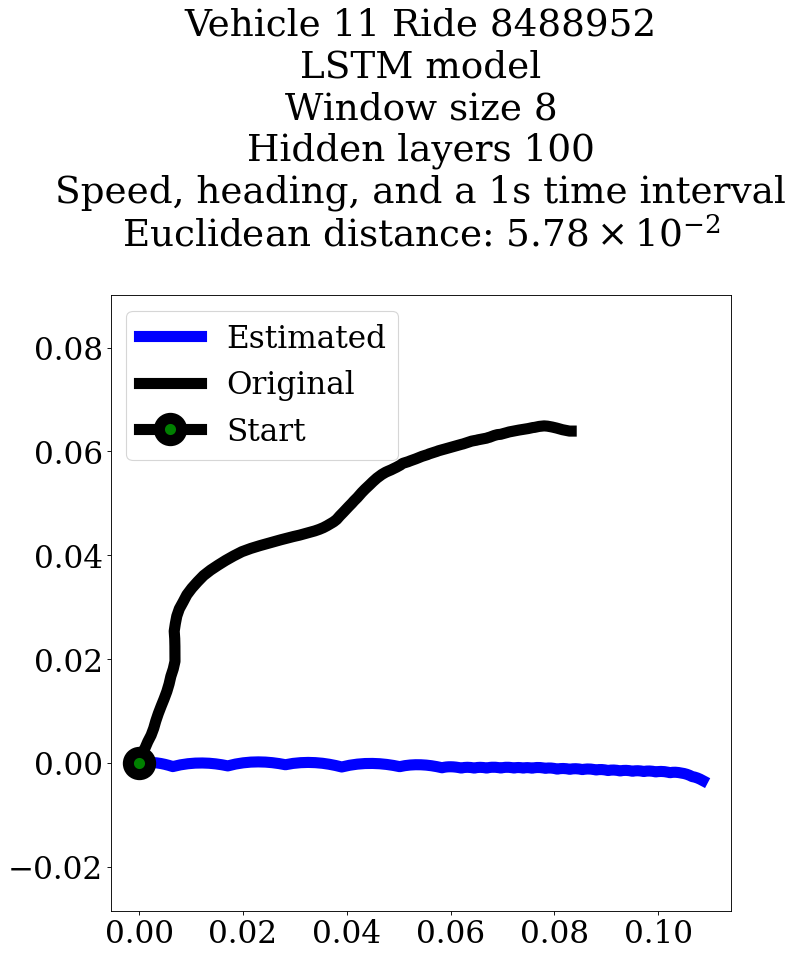 Vehicle 11 Ride 8488952
LSTM model
Window size 8
Hidden layers 100
Speed, heading, and a 1s time interval
Euclidean distance: 5.78 × 10⁻²
Estimated
Original
Start
0.08
0.06
0.04
0.02
0.00
−0.02
0.00 0.02 0.04 0.06 0.08 0.10